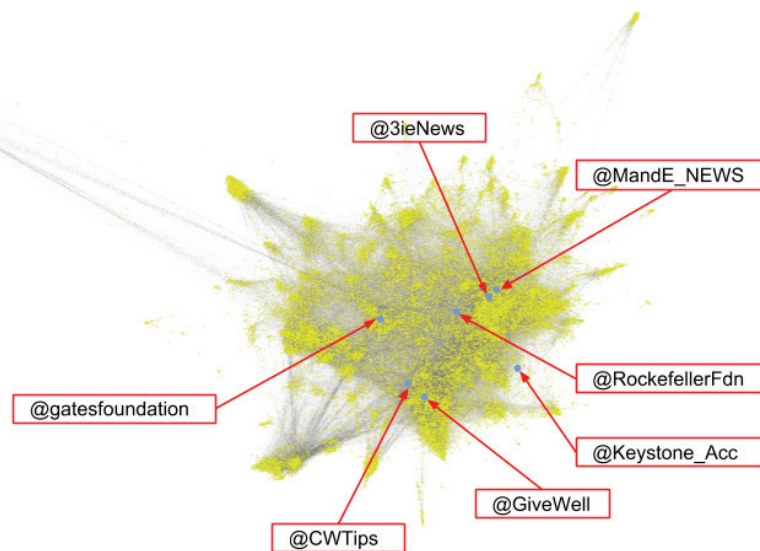 @3ieNews
@MandE_NEWS
@RockefellerFdn
@gatesfoundation
@Keystone_Acc
@GiveWell
@CWTips